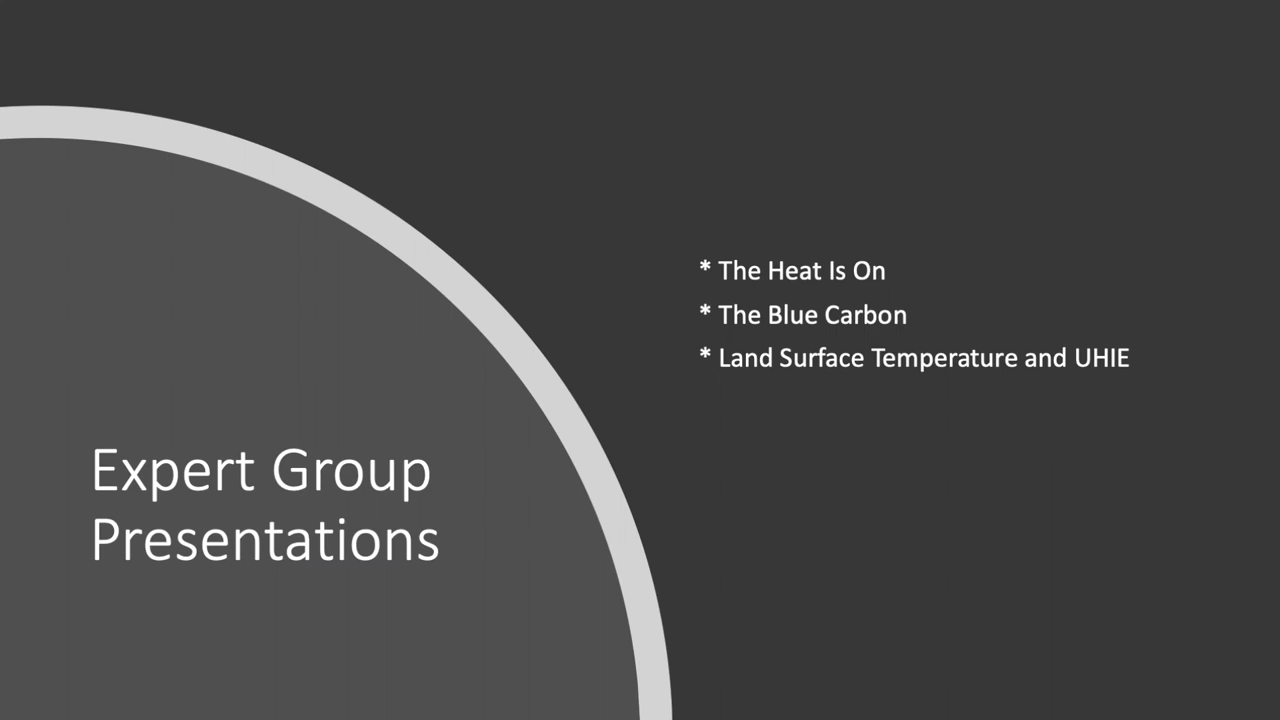 Expert Group
Presentations
* The Heat Is On
* The Blue Carbon
* Land Surface Temperature and UHIE